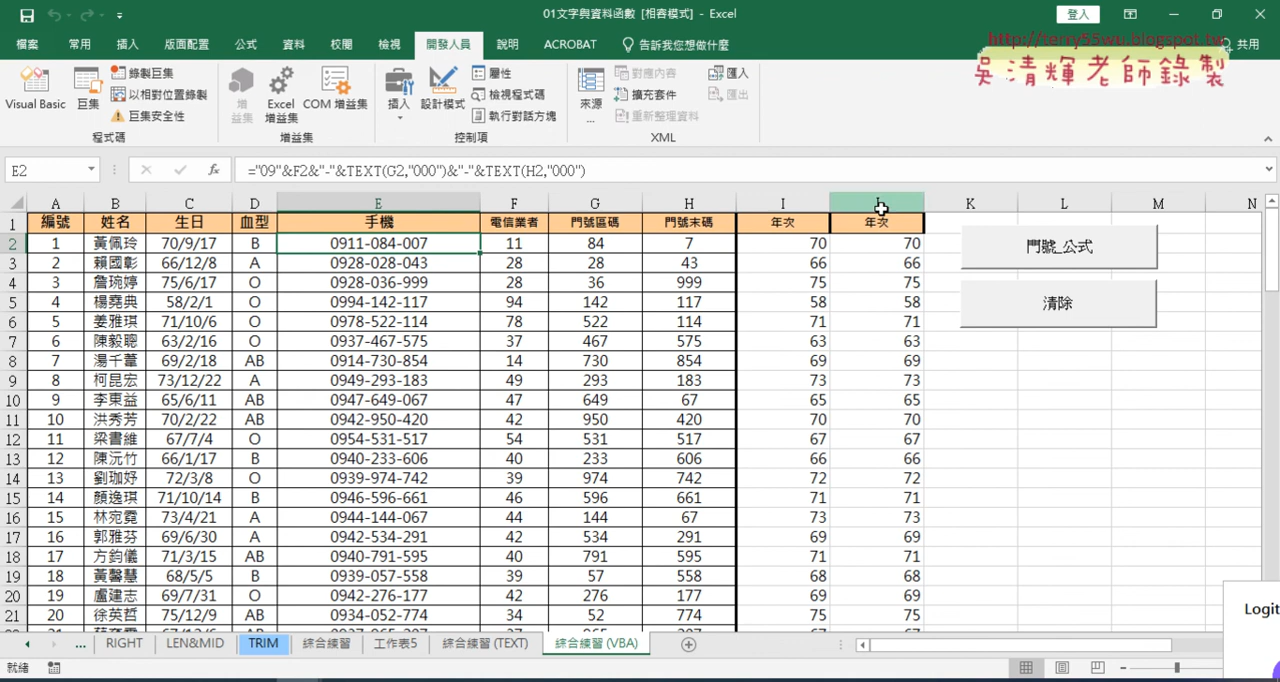 01文字與資料函數 [相容模式] - Excel
登入
檔案 常用 插入 版面配置 公式 資料 校閱 檢視 開發人員 說明 ACROBAT 告訴我您想什麼 共用
http://terry55wu.blogspot.tw
吳清輝老師錄製
Visual Basic 巨集 錄製巨集 以相對位置錄製 巨集安全性
增益集 Excel 增益集 COM 增益集
插入 設計模式 屬性 檢視程式碼 執行對話方塊
來源 ... 對應內容 擴充套件 重新整理資料 匯入 匯出
程式碼 增益集 控制項 XML
E2 fx ="09"&F2&"-"&TEXT(G2,"000")&"-"&TEXT(H2,"000")
A B C D E F G H I K L M N
1 編號 姓名 生日 血型 手機 電信業者 門號區碼 門號末碼 年次 年次
2 1 黃佩玲 70/9/17 B 0911-084-007 11 84 7 70 70
3 2 賴國彰 66/12/8 A 0928-028-043 28 28 43 66 66
4 3 詹琬婷 75/6/17 O 0928-036-999 28 36 999 75 75
5 4 楊堯典 58/2/1 O 0994-142-117 94 142 117 58 58
6 5 姜雅琪 71/10/6 O 0978-522-114 78 522 114 71 71
7 6 陳毅聰 63/2/16 O 0937-467-575 37 467 575 63 63
8 7 湯千葦 69/2/18 AB 0914-730-854 14 730 854 69 69
9 8 柯昆宏 73/12/22 A 0949-293-183 49 293 183 73 73
10 9 李東益 65/6/11 AB 0947-649-067 47 649 67 65 65
11 10 洪秀芳 70/2/22 AB 0942-950-420 42 950 420 70 70
12 11 梁書維 67/7/4 O 0954-531-517 54 531 517 67 67
13 12 陳沅竹 66/1/17 B 0940-233-606 40 233 606 66 66
14 13 劉珈妤 72/3/8 O 0939-974-742 39 974 742 72 72
15 14 顏逸琪 71/10/14 B 0946-596-661 46 596 661 71 71
16 15 林宛霓 73/4/21 A 0944-144-067 44 144 67 73 73
17 16 郭雅芬 69/6/30 A 0942-534-291 42 534 291 69 69
18 17 方鈞儀 71/3/15 AB 0940-791-595 40 791 595 71 71
19 18 黃馨慧 68/5/5 B 0939-057-558 39 57 558 68 68
20 19 盧建志 69/7/31 O 0942-276-177 42 276 177 69 69
21 20 徐英哲 75/12/9 AB 0934-052-774 34 52 774 75 75
門號_公式
清除
Logit
... RIGHT LEN&MID TRIM 綜合練習 工作表5 綜合練習 (TEXT) 綜合練習 (VBA)
就緒